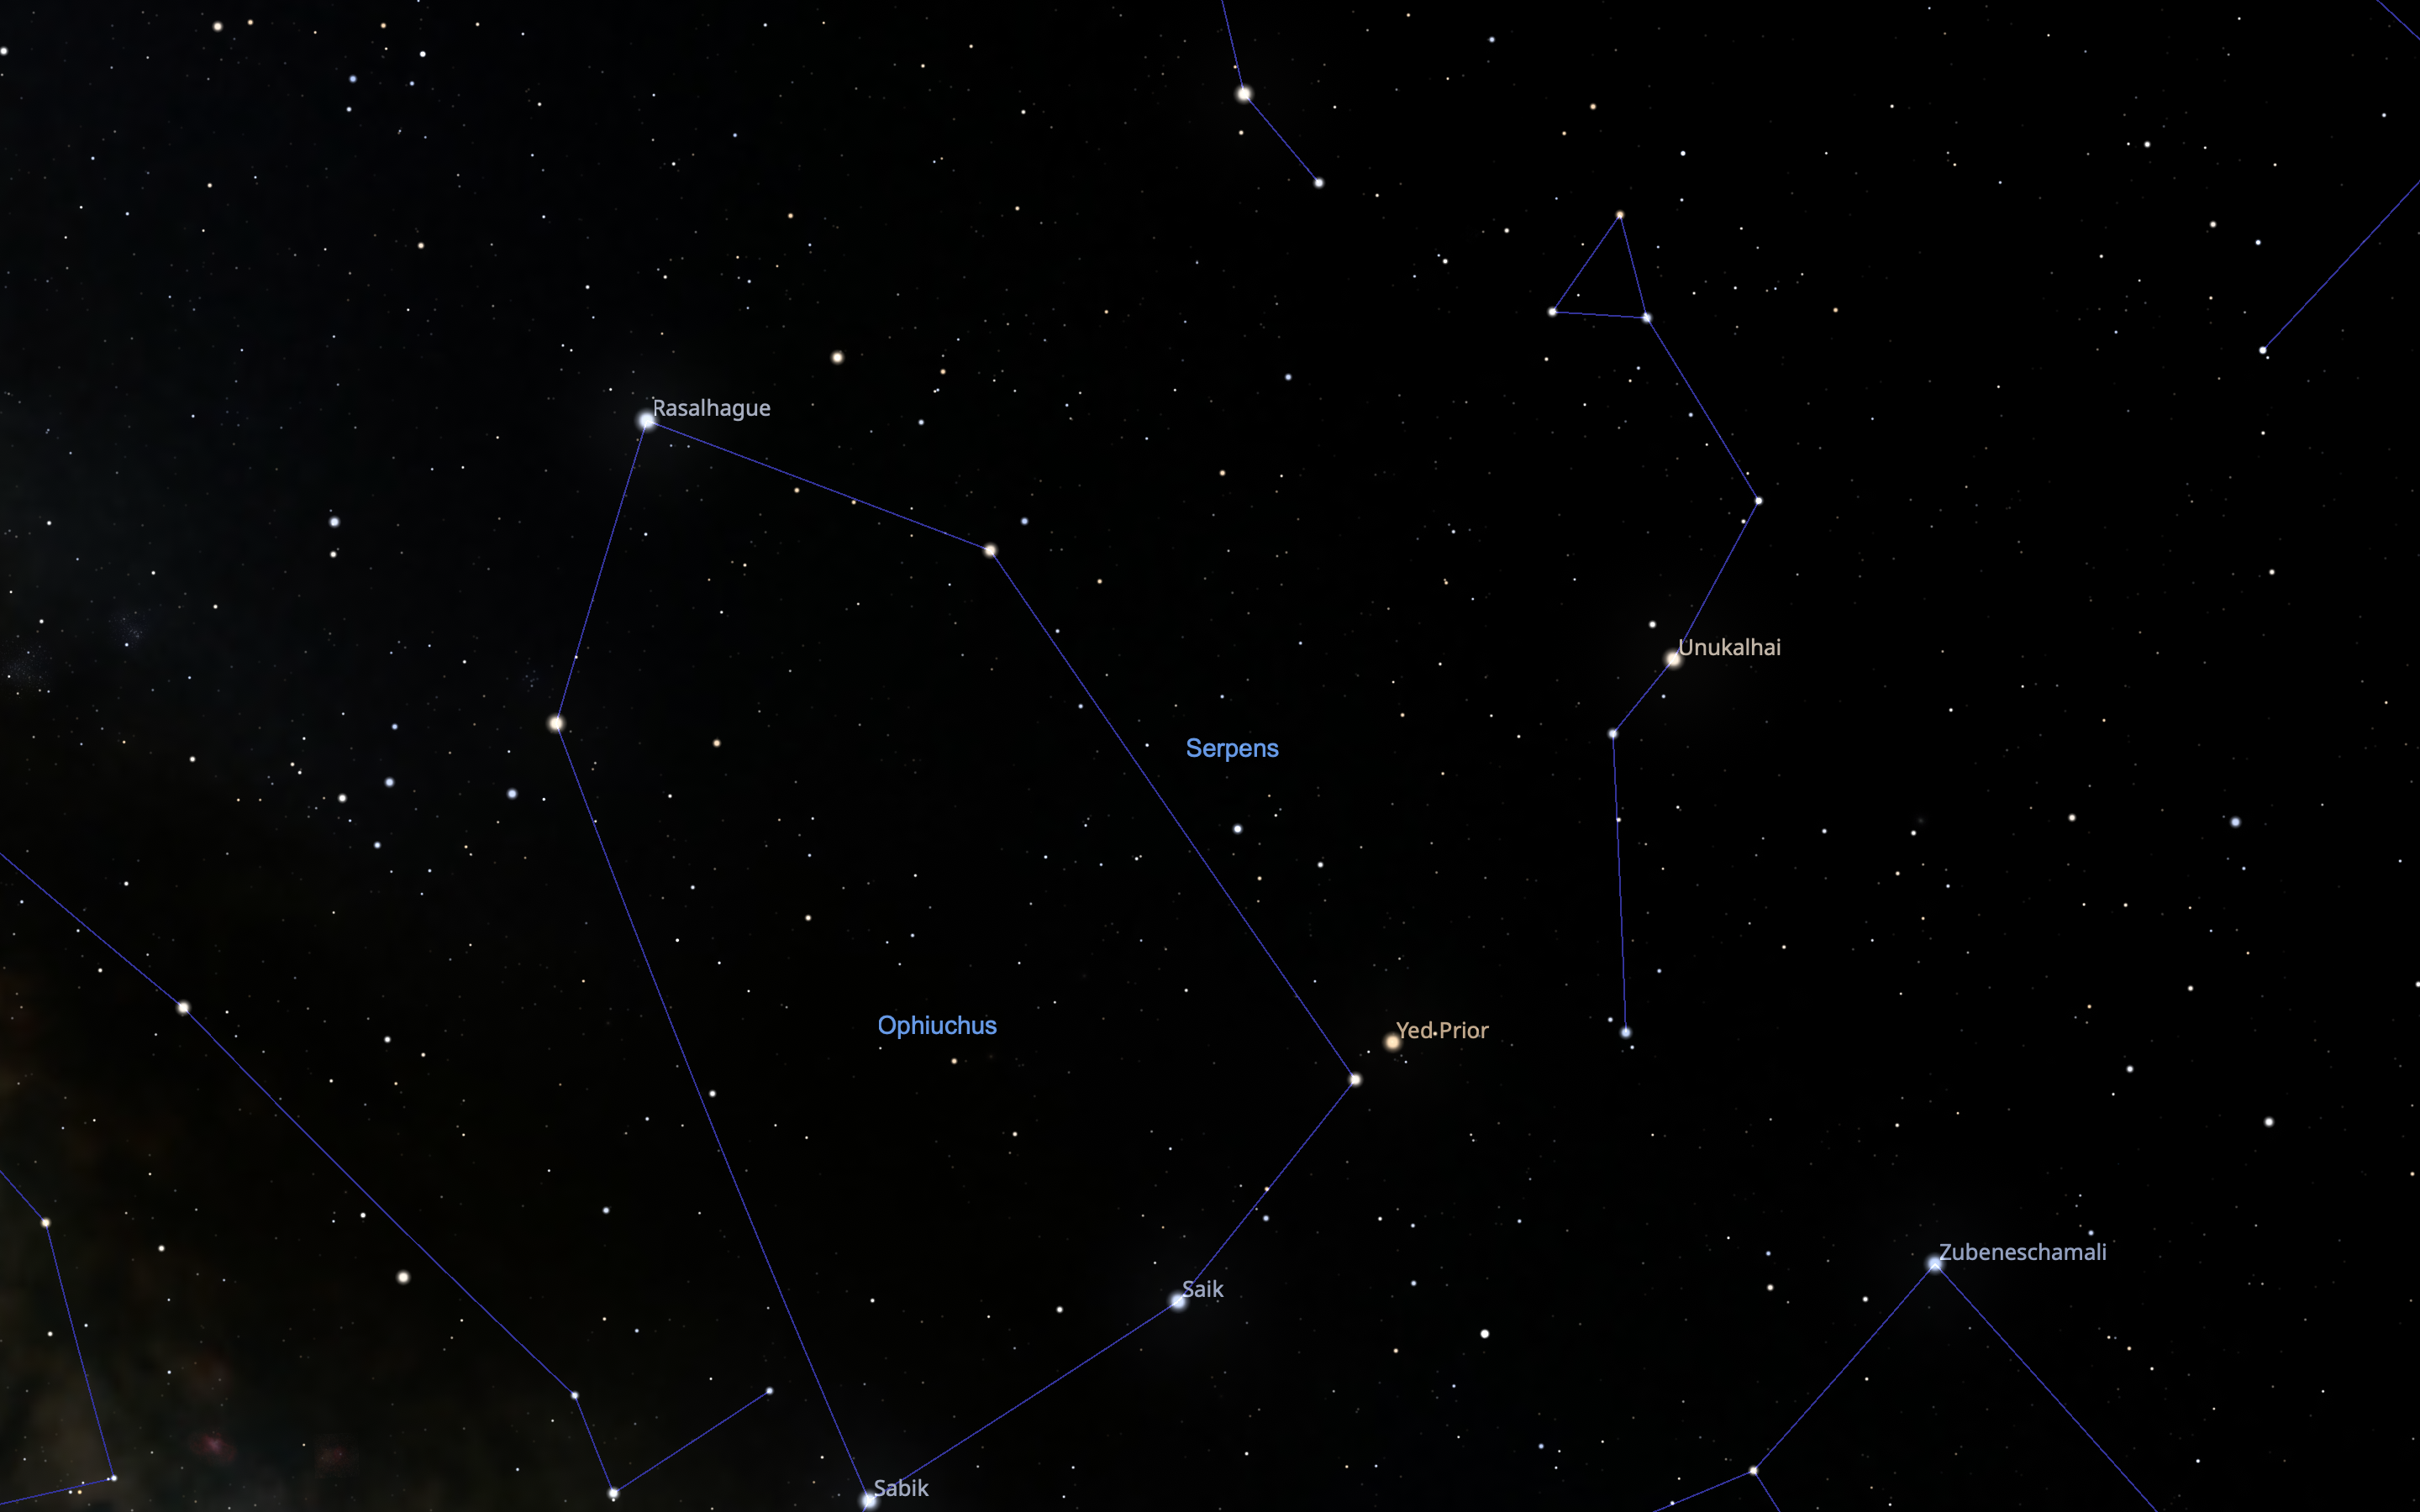 Rasalhague
Unukalhai
Serpens
Ophiuchus
Yed Prior
Zubeneschamali
Saik
Sabik